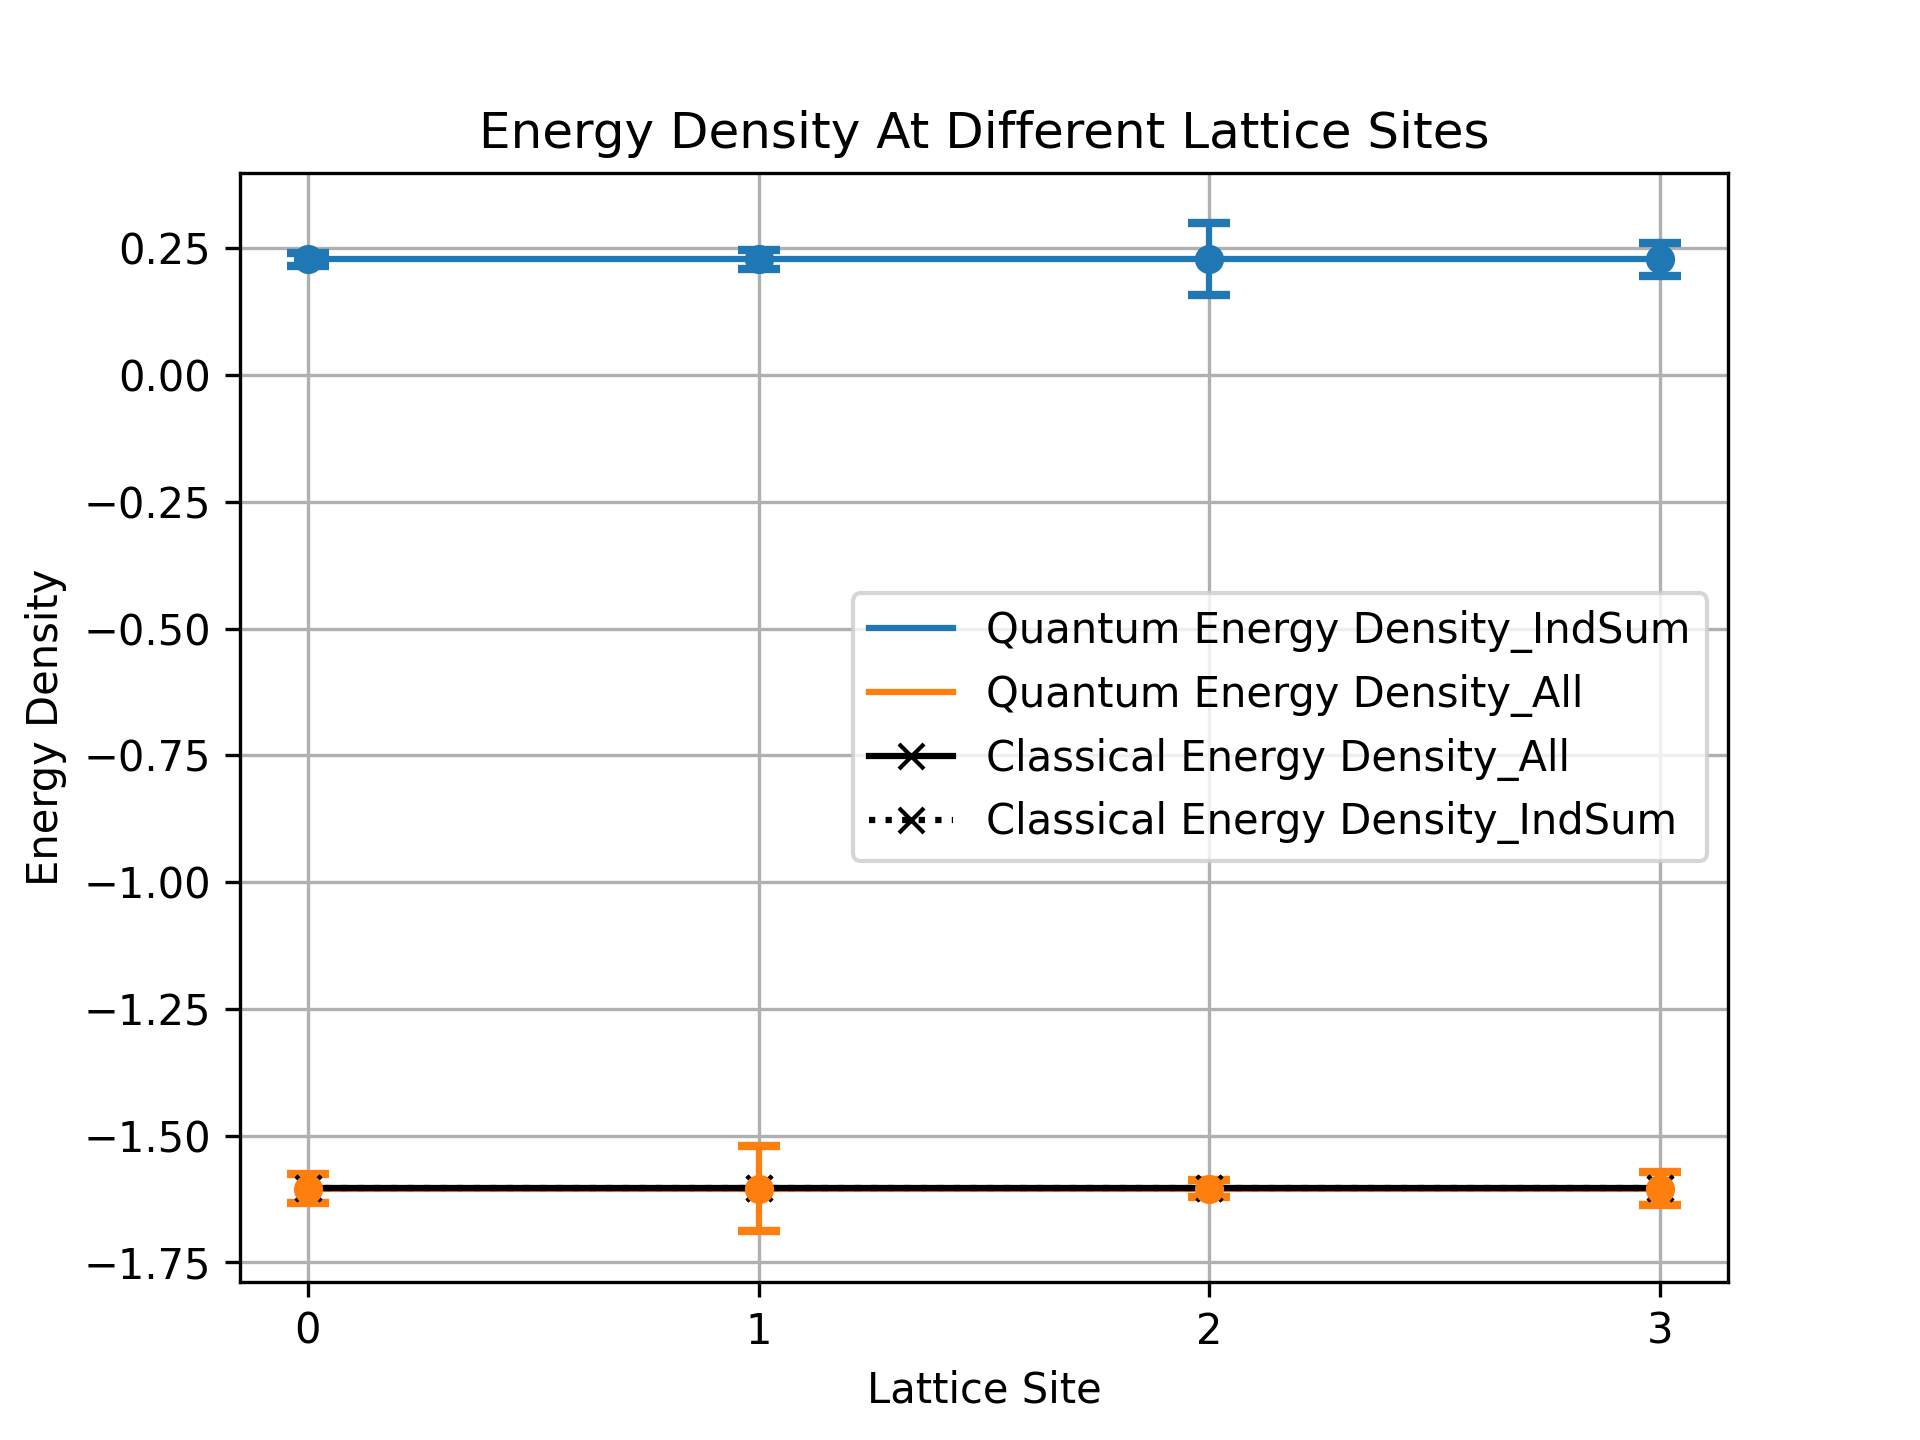 Energy Density At Different Lattice Sites
0.25
0.00
−0.25
−0.50
−0.75
−1.00
−1.25
−1.50
−1.75
Energy Density
Quantum Energy Density_IndSum
Quantum Energy Density_All
Classical Energy Density_All
Classical Energy Density_IndSum
0 1 2 3
Lattice Site